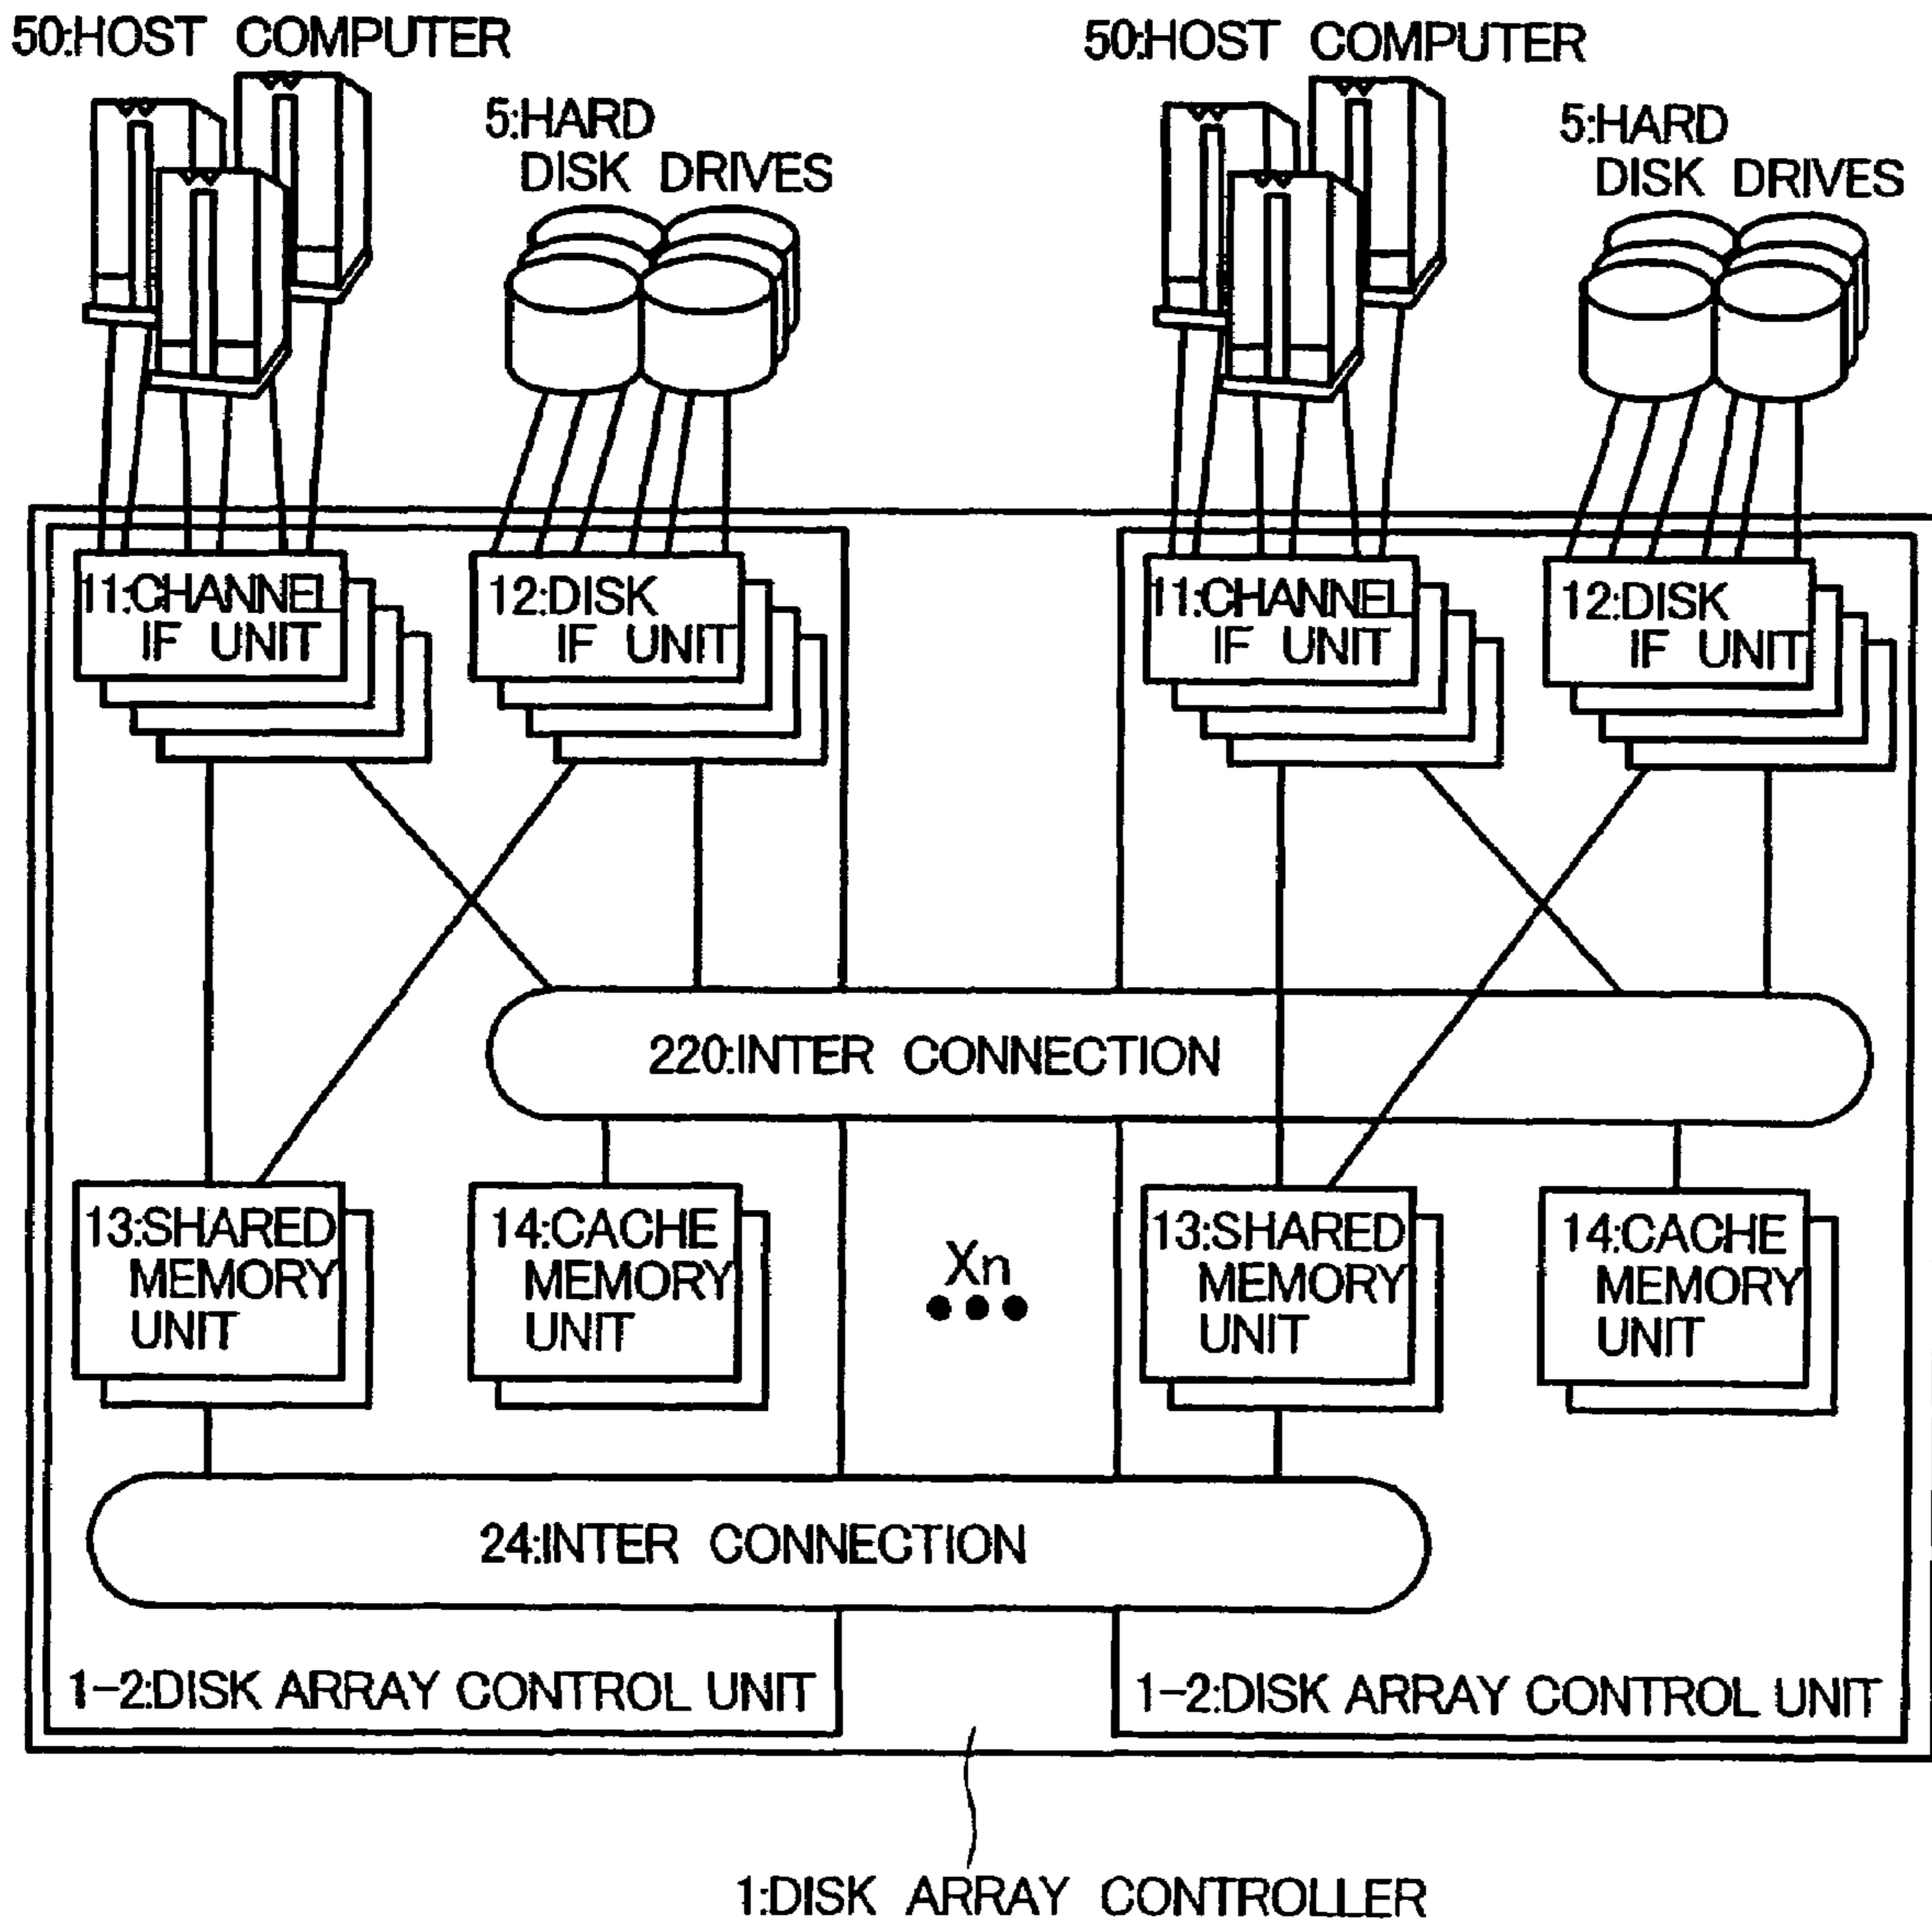 50:HOST COMPUTER
5:HARD
DISK DRIVES
50:HOST COMPUTER
5:HARD
DISK DRIVES
11:CHANNEL
IF UNIT
12:DISK
IF UNIT
11:CHANNEL
IF UNIT
12:DISK
IF UNIT
220:INTER CONNECTION
13:SHARED
MEMORY
UNIT
14:CACHE
MEMORY
UNIT
Xn
13:SHARED
MEMORY
UNIT
14:CACHE
MEMORY
UNIT
24:INTER CONNECTION
1-2:DISK ARRAY CONTROL UNIT
1-2:DISK ARRAY CONTROL UNIT
1:DISK ARRAY CONTROLLER